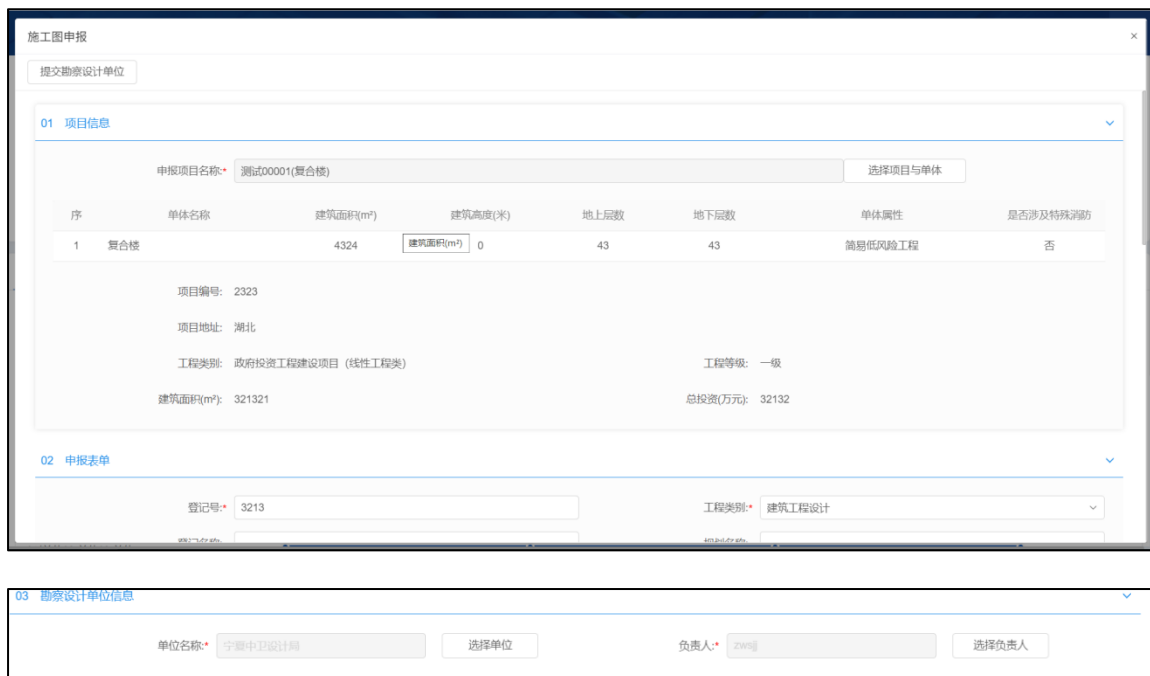 施工图申报 ×
提交勘察设计单位
01 项目信息
申报项目名称:* 测试00001(复合楼) 选择项目与单体
序 单体名称 建筑面积(m²) 建筑高度(米) 地上层数 地下层数 单体属性 是否涉及特殊消防
1 复合楼 4324 建筑面积(m²) 0 43 43 简易低风险工程 否
项目编号: 2323
项目地址: 湖北
工程类别: 政府投资工程建设项目（线性工程类） 工程等级: 一级
建筑面积(m²): 321321 总投资(万元): 32132
02 申报表单
登记号:* 3213 工程类别:* 建筑工程设计
03 勘察设计单位信息
单位名称:* 宁夏中卫设计局 选择单位 负责人:* zwsjj 选择负责人